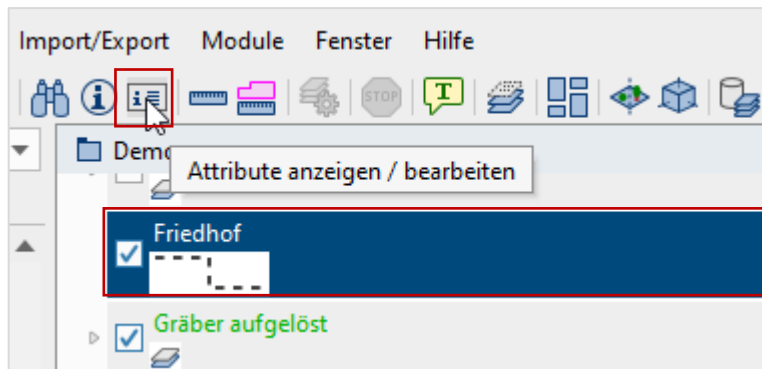 Import/Export Module Fenster Hilfe
STOP T
Demo
Attribute anzeigen / bearbeiten
Friedhof
Gräber aufgelöst